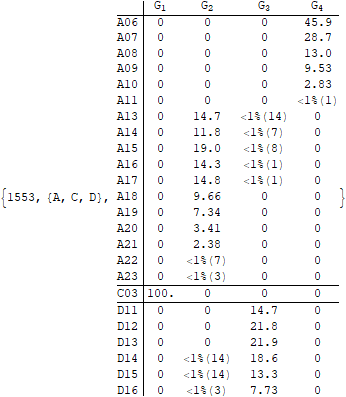 G1 G2 G3 G4
A06 0 0 0 45.9
A07 0 0 0 28.7
A08 0 0 0 13.0
A09 0 0 0 9.53
A10 0 0 0 2.83
A11 0 0 0 <1%(1)
A13 0 14.7 <1%(14) 0
A14 0 11.8 <1%(7) 0
A15 0 19.0 <1%(8) 0
A16 0 14.3 <1%(1) 0
A17 0 14.8 <1%(1) 0
{1553, {A, C, D}, A18 0 9.66 0 0 }
A19 0 7.34 0 0
A20 0 3.41 0 0
A21 0 2.38 0 0
A22 0 <1%(7) 0 0
A23 0 <1%(3) 0 0
C03 100. 0 0 0
D11 0 0 14.7 0
D12 0 0 21.8 0
D13 0 0 21.9 0
D14 0 <1%(14) 18.6 0
D15 0 <1%(14) 13.3 0
D16 0 <1%(3) 7.73 0